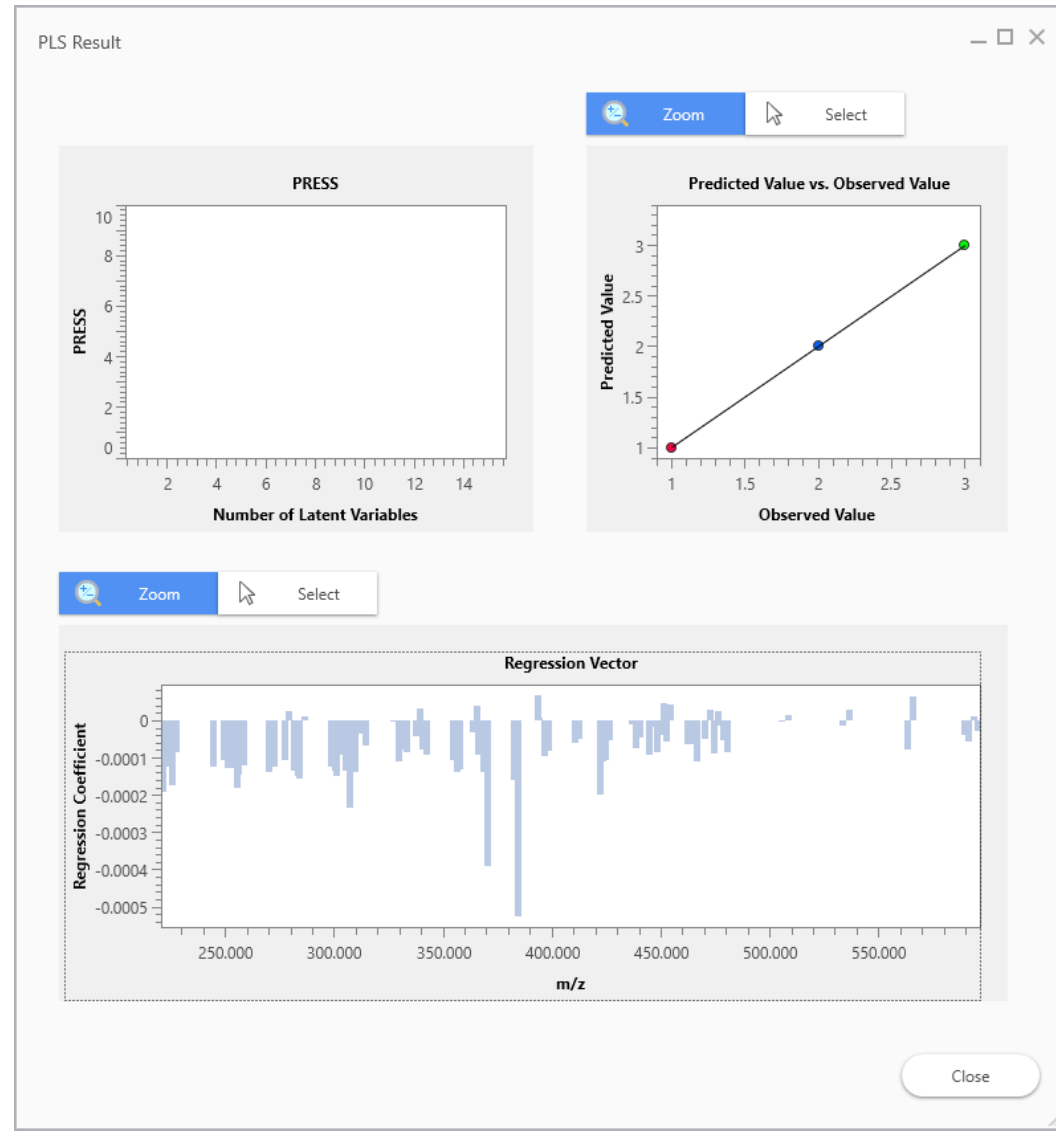 PLS Result
Zoom Select
PRESS
10
8
6
4
2
0
PRESS
2 4 6 8 10 12 14
Number of Latent Variables
Predicted Value vs. Observed Value
3
2.5
2
1.5
1
Predicted Value
1 1.5 2 2.5 3
Observed Value
Zoom Select
Regression Vector
0
-0.0001
-0.0002
-0.0003
-0.0004
-0.0005
Regression Coefficient
250.000 300.000 350.000 400.000 450.000 500.000 550.000
m/z
Close